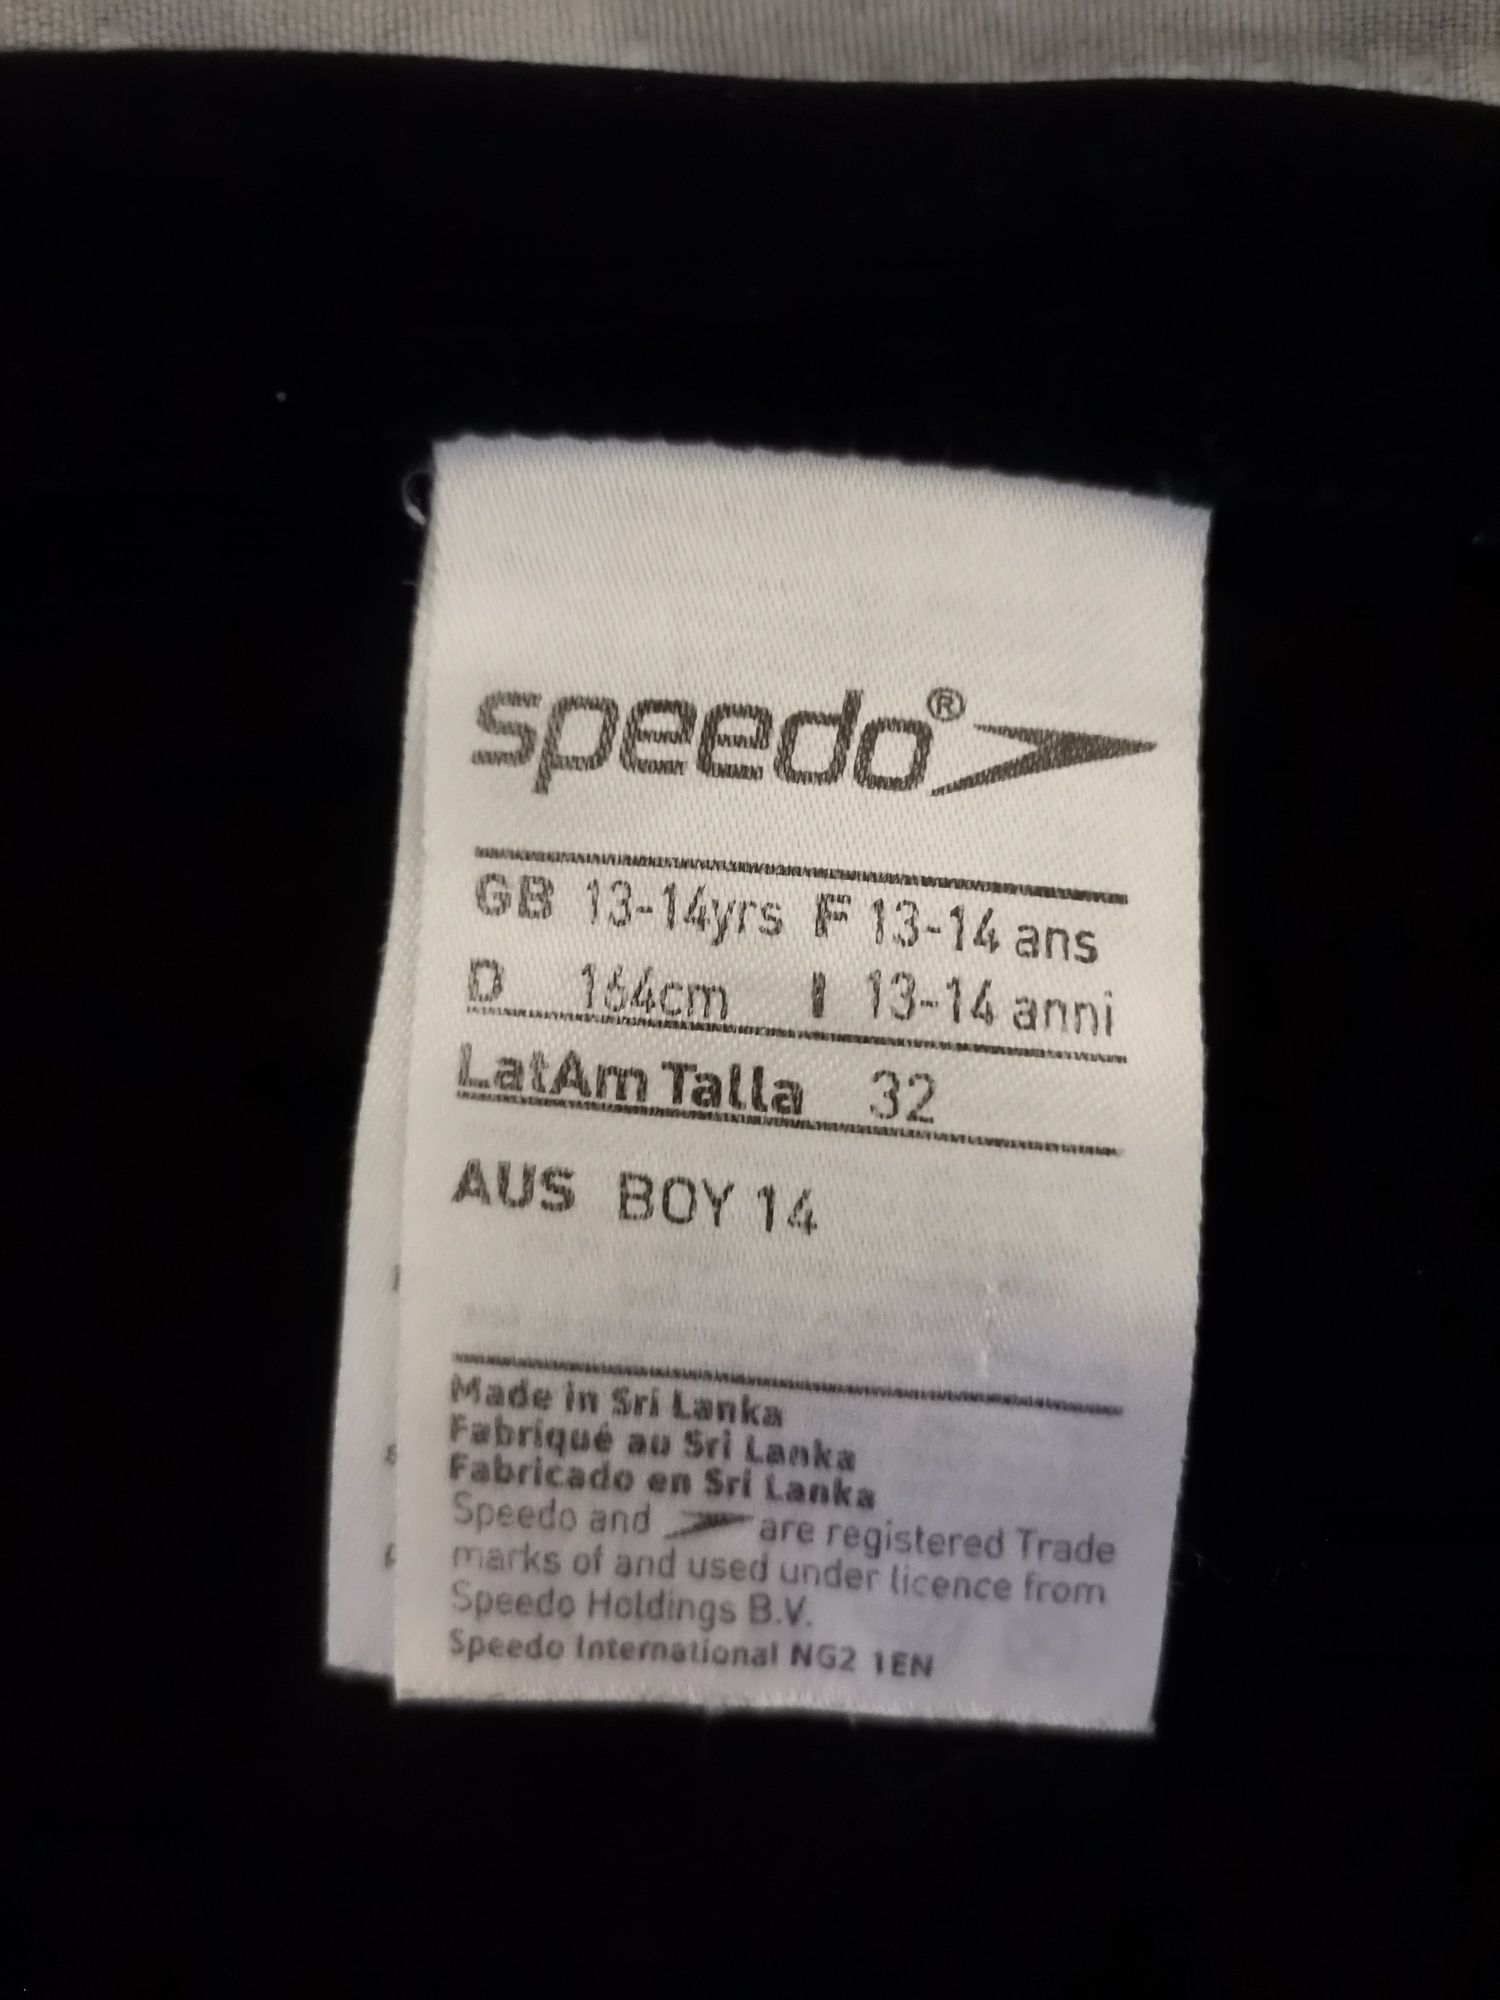 speedo®
GB 13-14yrs F 13-14 ans
D 164cm I 13-14 anni
LatAm Talla 32
AUS BOY 14
Made in Sri Lanka
Fabriqué au Sri Lanka
Fabricado en Sri Lanka
Speedo and are registered Trade
marks of and used under licence from
Speedo Holdings B.V.
Speedo International NG2 1EN